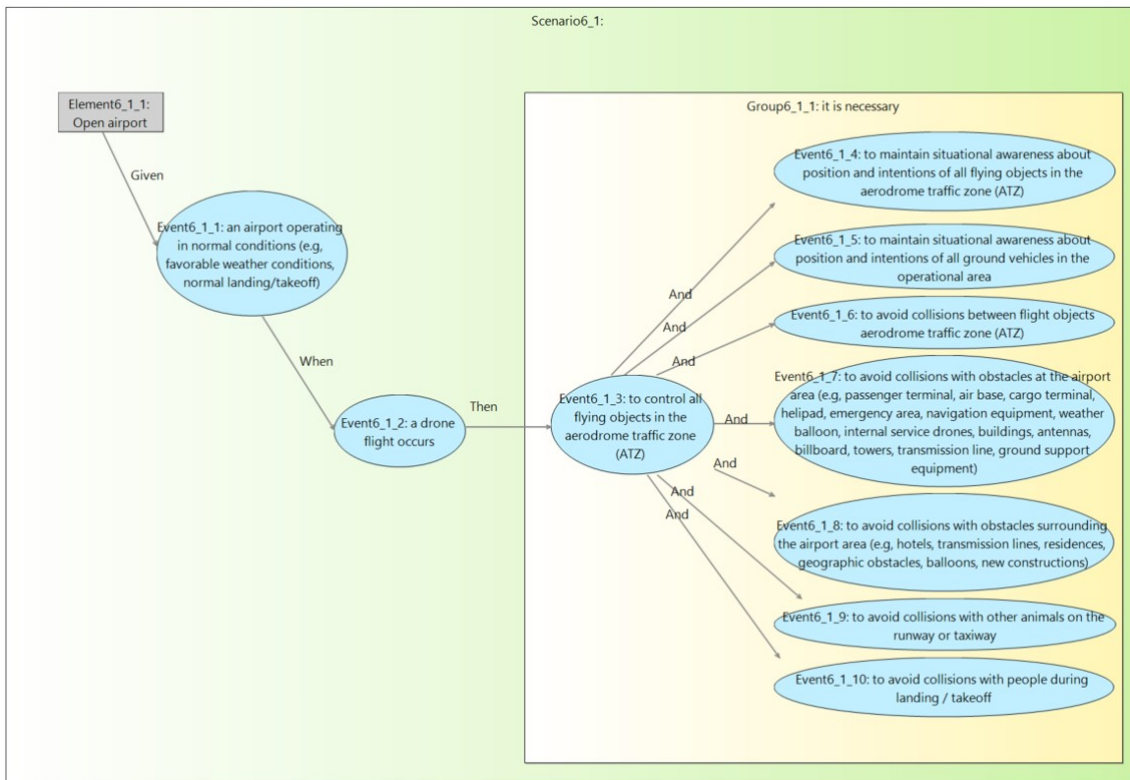 Scenario6_1:
Element6_1_1:
Open airport
Given
Event6_1_1: an airport operating
in normal conditions (e.g,
favorable weather conditions,
normal landing/takeoff)
When
Event6_1_2: a drone
flight occurs
Then
Group6_1_1: it is necessary
Event6_1_3: to control all
flying objects in the
aerodrome traffic zone
(ATZ)
And
And
And
And
And
And
And
Event6_1_4: to maintain situational awareness about
position and intentions of all flying objects in the
aerodrome traffic zone (ATZ)
Event6_1_5: to maintain situational awareness about
position and intentions of all ground vehicles in the
operational area
Event6_1_6: to avoid collisions between flight objects
aerodrome traffic zone (ATZ)
Event6_1_7: to avoid collisions with obstacles at the airport
area (e.g, passenger terminal, air base, cargo terminal,
helipad, emergency area, navigation equipment, weather
balloon, internal service drones, buildings, antennas,
billboard, towers, transmission line, ground support
equipment)
Event6_1_8: to avoid collisions with obstacles surrounding
the airport area (e.g, hotels, transmission lines, residences,
geographic obstacles, balloons, new constructions)
Event6_1_9: to avoid collisions with other animals on the
runway or taxiway
Event6_1_10: to avoid collisions with people during
landing / takeoff